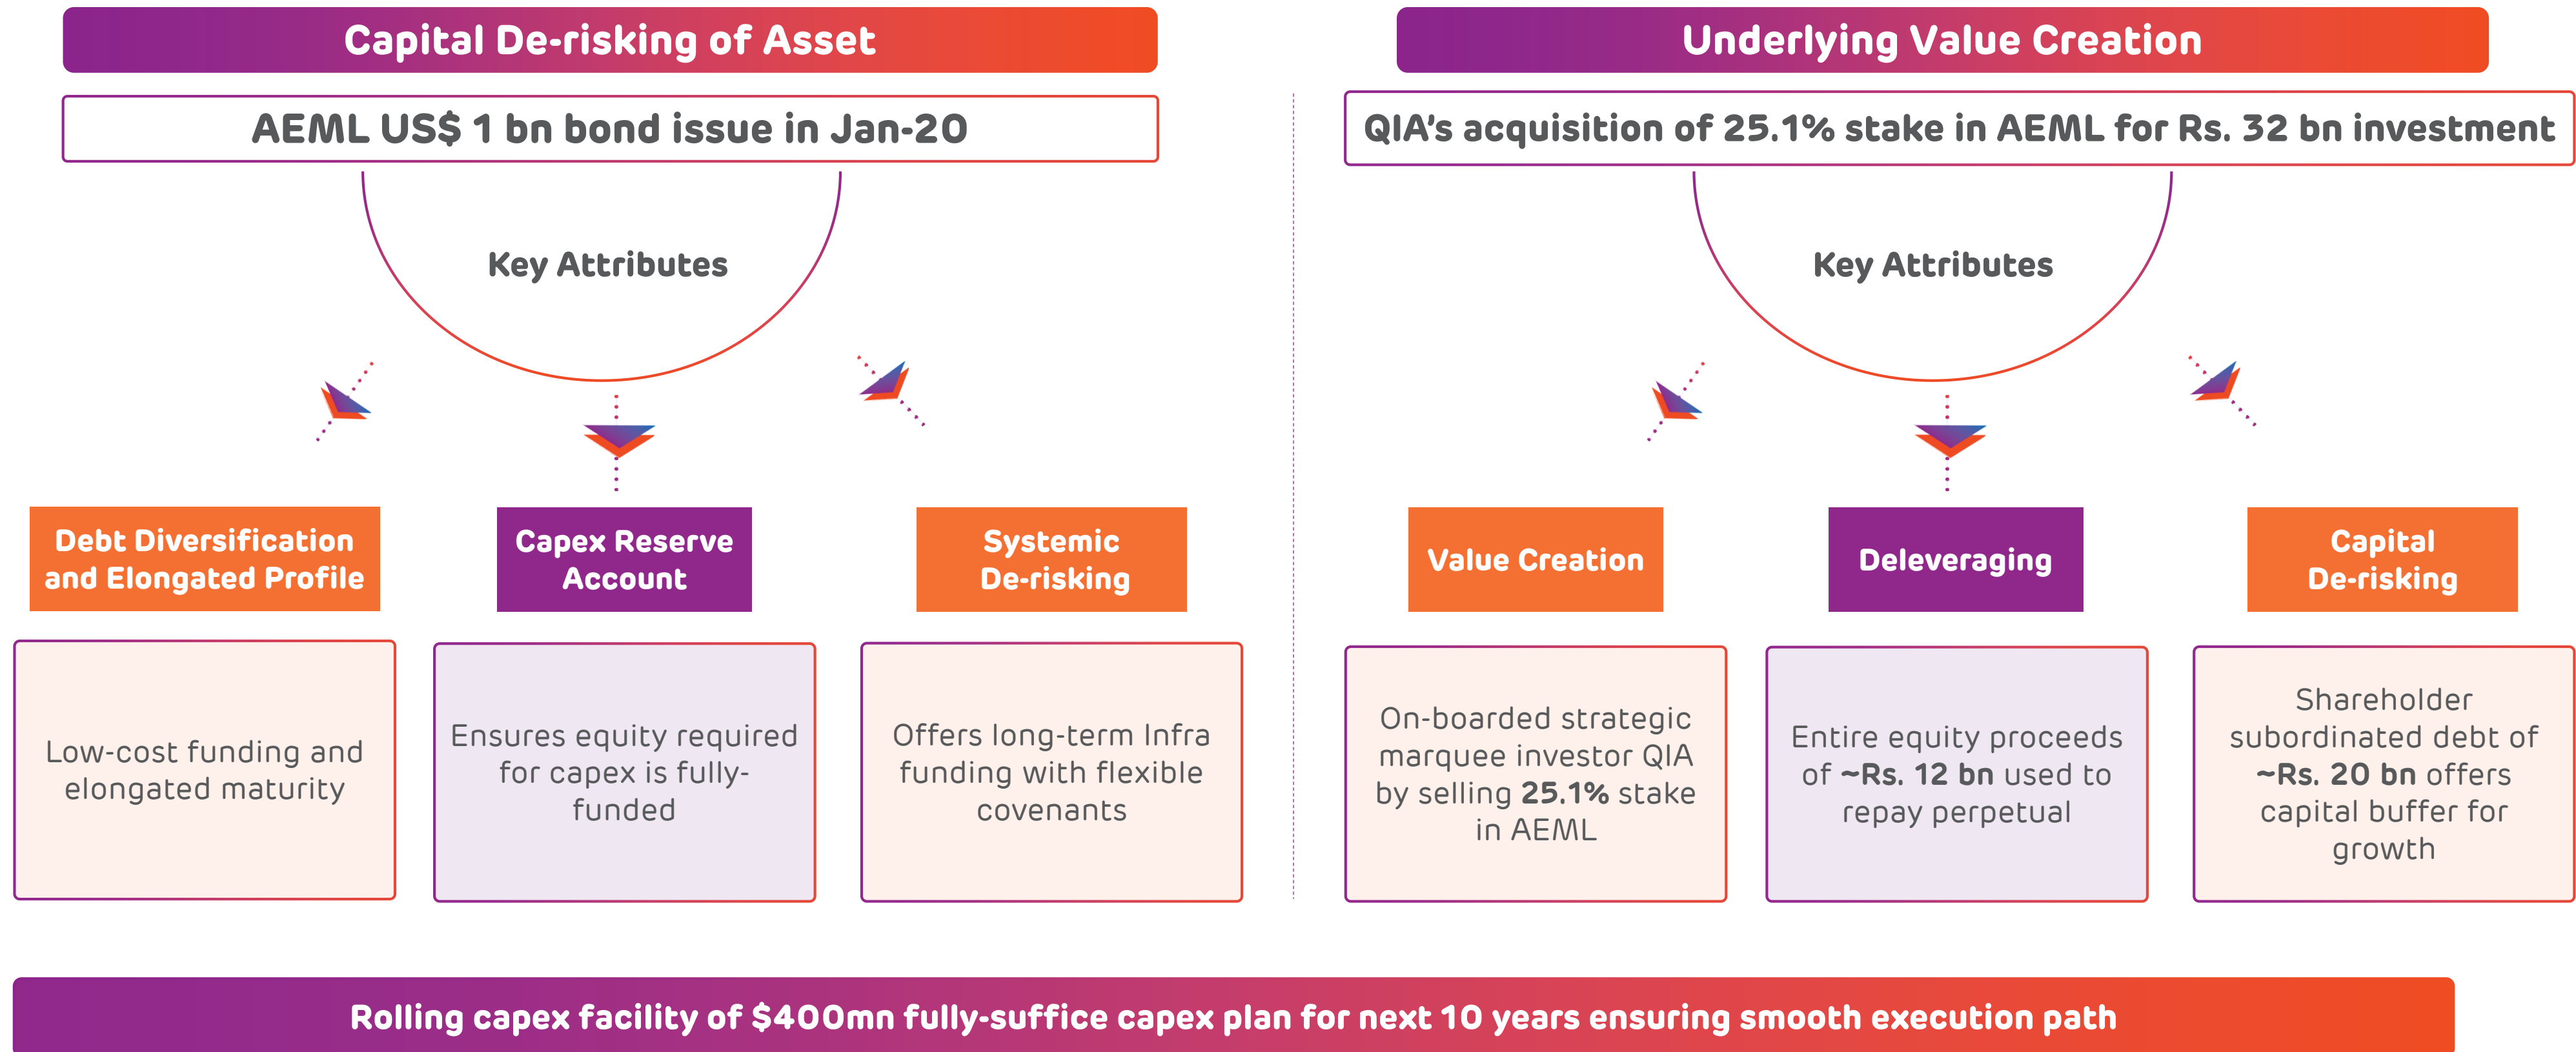 Capital De-risking of Asset
AEML US$ 1 bn bond issue in Jan-20
Key Attributes
Debt Diversification
and Elongated Profile
Low-cost funding and
elongated maturity
Capex Reserve
Account
Ensures equity required
for capex is fully-
funded
Systemic
De-risking
Offers long-term Infra
funding with flexible
covenants
Underlying Value Creation
QIA's acquisition of 25.1% stake in AEML for Rs. 32 bn investment
Key Attributes
Value Creation
On-boarded strategic
marquee investor QIA
by selling 25.1% stake
in AEML
Deleveraging
Entire equity proceeds
of ~Rs. 12 bn used to
repay perpetual
Capital
De-risking
Shareholder
subordinated debt of
~Rs. 20 bn offers
capital buffer for
growth
Rolling capex facility of $400mn fully-suffice capex plan for next 10 years ensuring smooth execution path